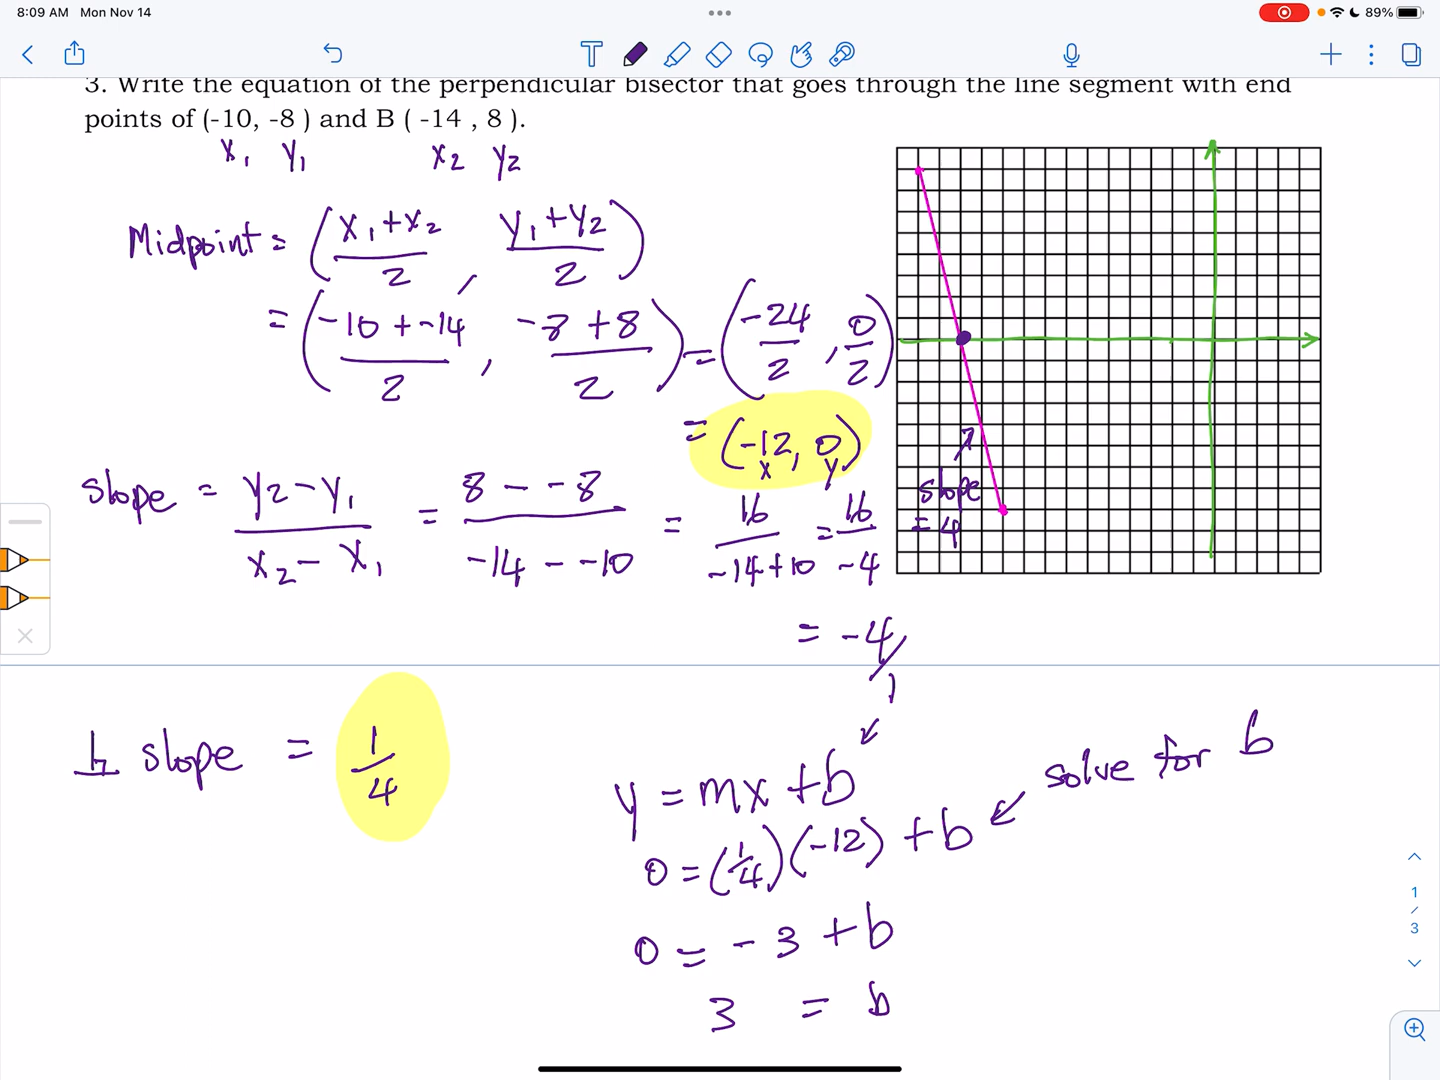 8:09 AM Mon Nov 14
89%
3. Write the equation of the perpendicular bisector that goes through the line segment with end
points of (-10, -8 ) and B ( -14 , 8 ).
x₁ y₁ x₂ y₂
Midpoint = ( (x₁+x₂)/2 , (y₁+y₂)/2 )
= ( (-10 + -14)/2 , (-8 + 8)/2 ) = ( -24/2 , 0/2 )
= (-12, 0)
x y
slope = (y₂-y₁)/(x₂-x₁) = (8 - -8)/(-14 - -10) = 16/(-14+10) = 16/-4
= -4/1
slope
= 4
⊥ slope = 1/4
y = mx + b
solve for b
0 = (1/4)(-12) + b
0 = -3 + b
3 = b
1
/
3